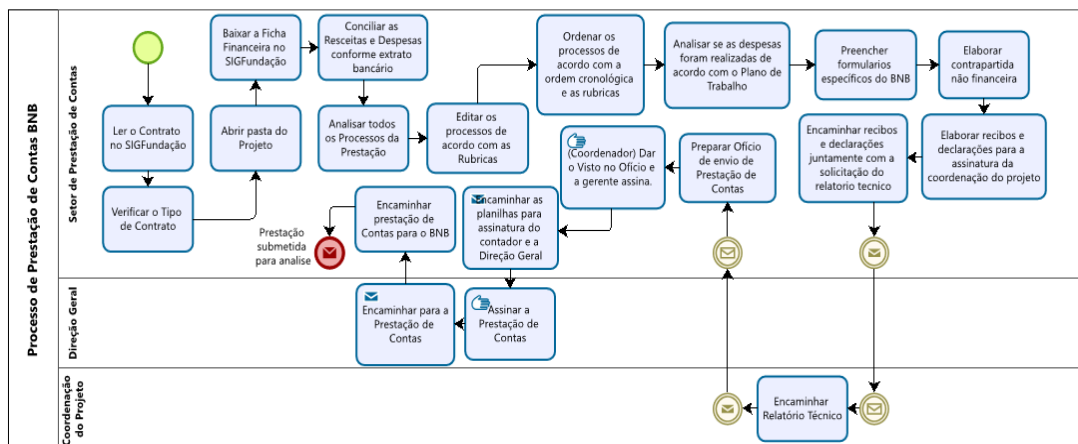 Processo de Prestação de Contas BNB
Setor de Prestação de Contas
Ler o Contrato
no SIGFundação
Verificar o Tipo
de Contrato
Abrir pasta do
Projeto
Baixar a Ficha
Financeira no
SIGFundação
Conciliar as
Resceitas e Despesas
conforme extrato
bancário
Analisar todos
os Processos da
Prestação
Editar os
processos de
acordo com as
Rubricas
Ordenar os
processos de
acordo com a
ordem cronológica
e as rubricas
Analisar se as despesas
foram realizadas de
acordo com o Plano de
Trabalho
Preencher
formularios
específicos do BNB
Elaborar
contrapartida
não financeira
Elaborar recibos e
declarações para a
assinatura da
coordenação do projeto
Encaminhar recibos
e declarações
juntamente com a
solicitação do
relatorio tecnico
Preparar Ofício
de envio de
Prestação de
Contas
(Coordenador) Dar
o Visto no Ofício e
a gerente assina.
Encaminhar as
planilhas para
assinatura do
contador e a
Direção Geral
Encaminhar
prestação de
Contas para o BNB
Prestação
submetida
para analise
Direção Geral
Encaminhar para a
Prestação de
Contas
Assinar a
Prestação de
Contas
Coordenação
do Projeto
Encaminhar
Relatório Técnico